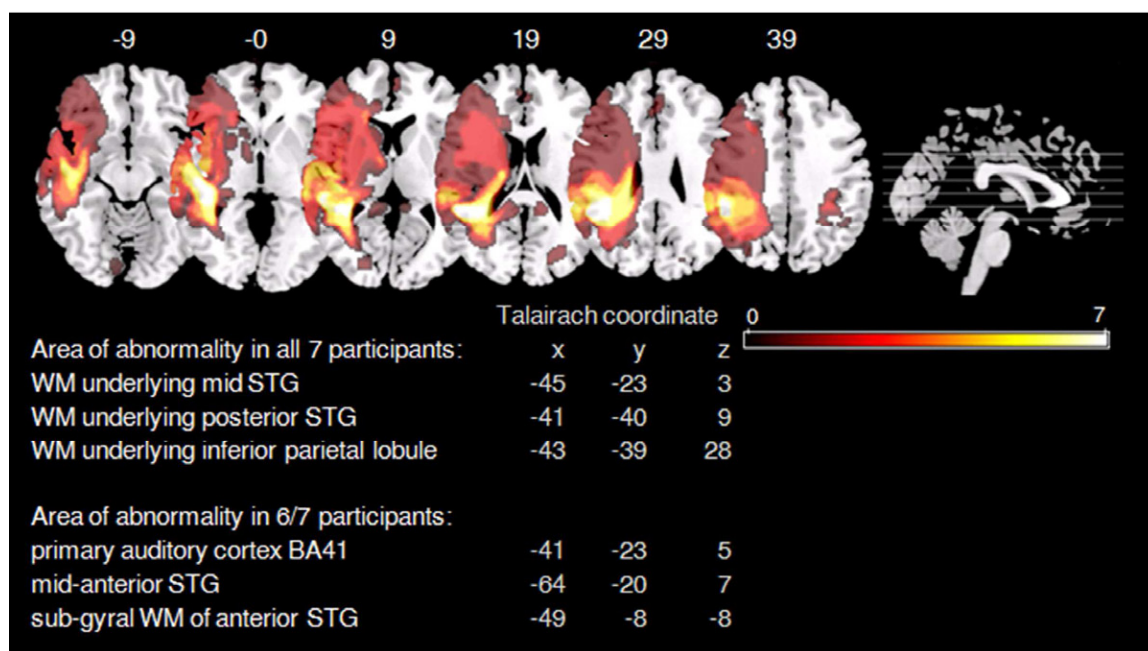 -9 -0 9 19 29 39
Talairach coordinate 0 7
Area of abnormality in all 7 participants: x y z
WM underlying mid STG -45 -23 3
WM underlying posterior STG -41 -40 9
WM underlying inferior parietal lobule -43 -39 28
Area of abnormality in 6/7 participants:
primary auditory cortex BA41 -41 -23 5
mid-anterior STG -64 -20 7
sub-gyral WM of anterior STG -49 -8 -8